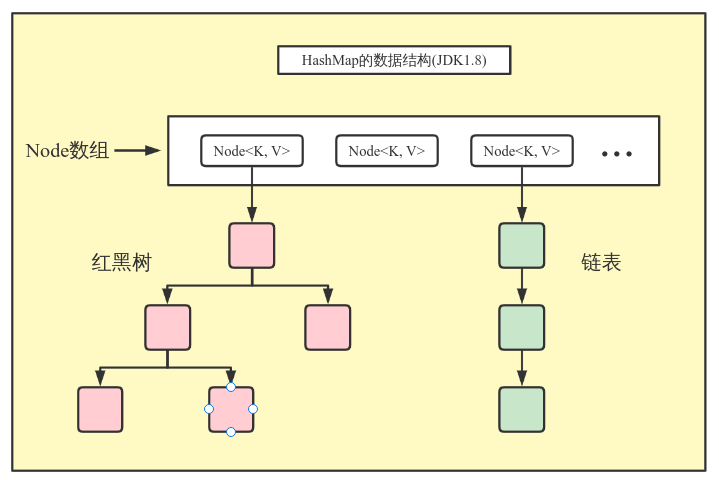 HashMap的数据结构(JDK1.8)
Node数组
Node<K, V> Node<K, V> Node<K, V> •••
红黑树 链表